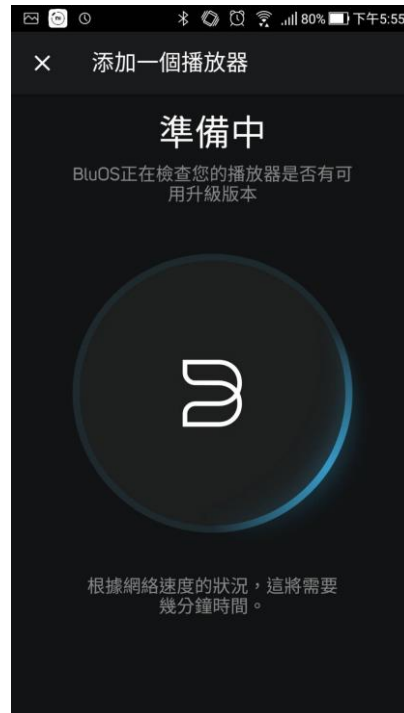 80% 下午5:55
× 添加一個播放器
準備中
BluOS正在檢查您的播放器是否有可
用升級版本
根據網絡速度的狀況，這將需要
幾分鐘時間。